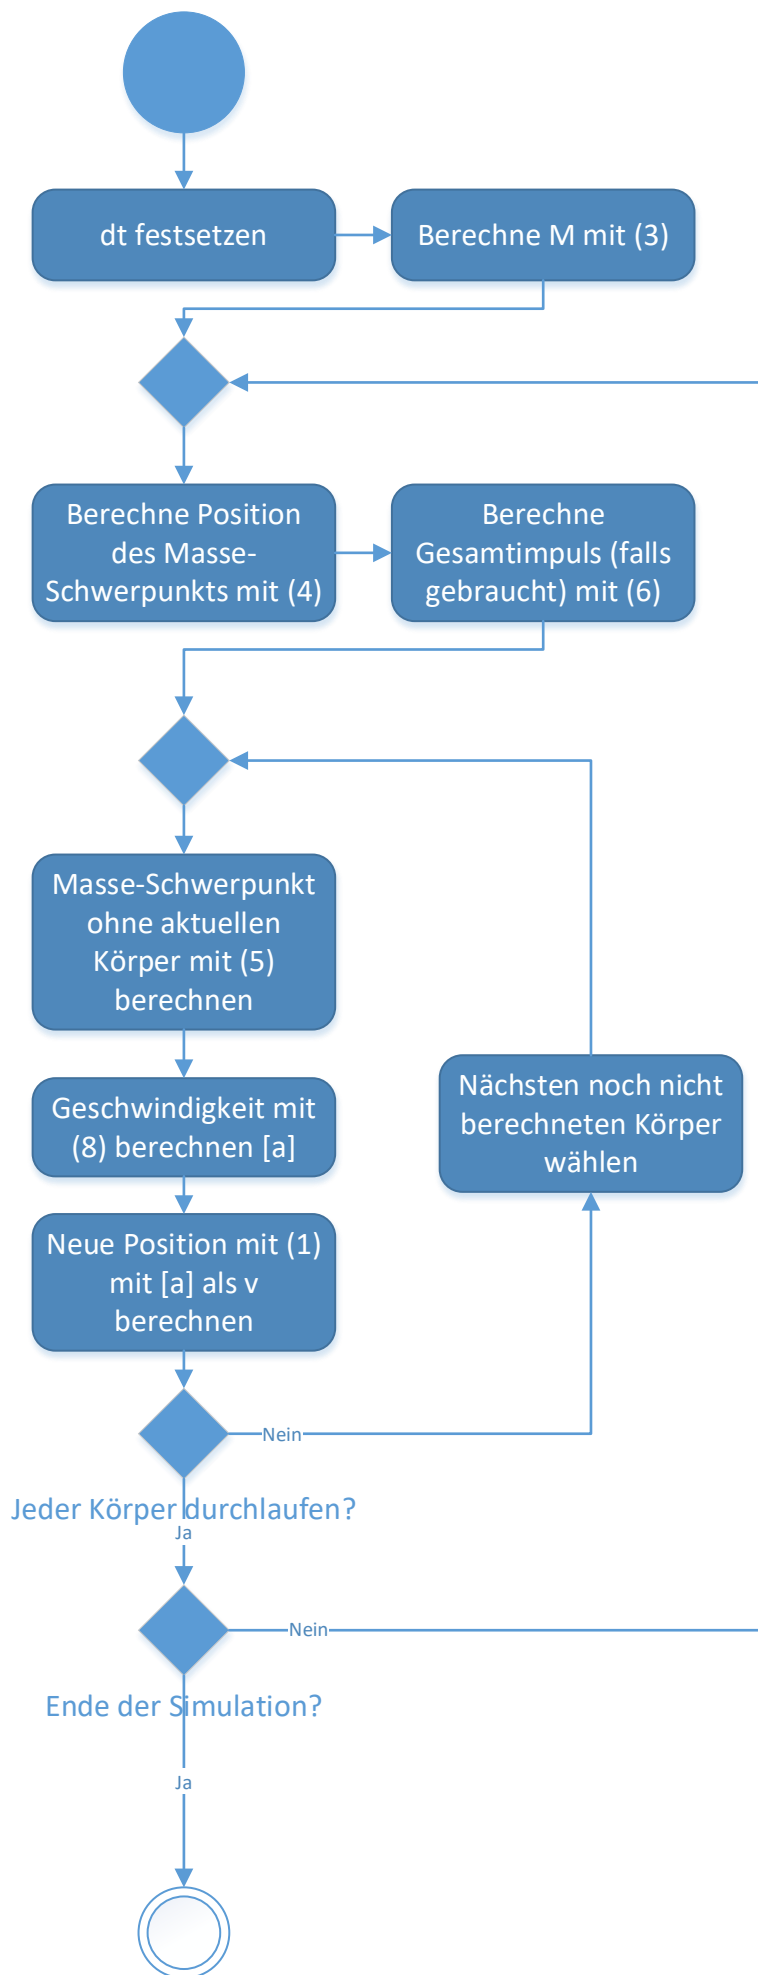 dt festsetzen
Berechne M mit (3)
Berechne Position
des Masse-
Schwerpunkts mit (4)
Berechne
Gesamtimpuls (falls
gebraucht) mit (6)
Masse-Schwerpunkt
ohne aktuellen
Körper mit (5)
berechnen
Geschwindigkeit mit
(8) berechnen [a]
Nächsten noch nicht
berechneten Körper
wählen
Neue Position mit (1)
mit [a] als v
berechnen
Nein
Jeder Körper durchlaufen?
Ja
Nein
Ende der Simulation?
Ja